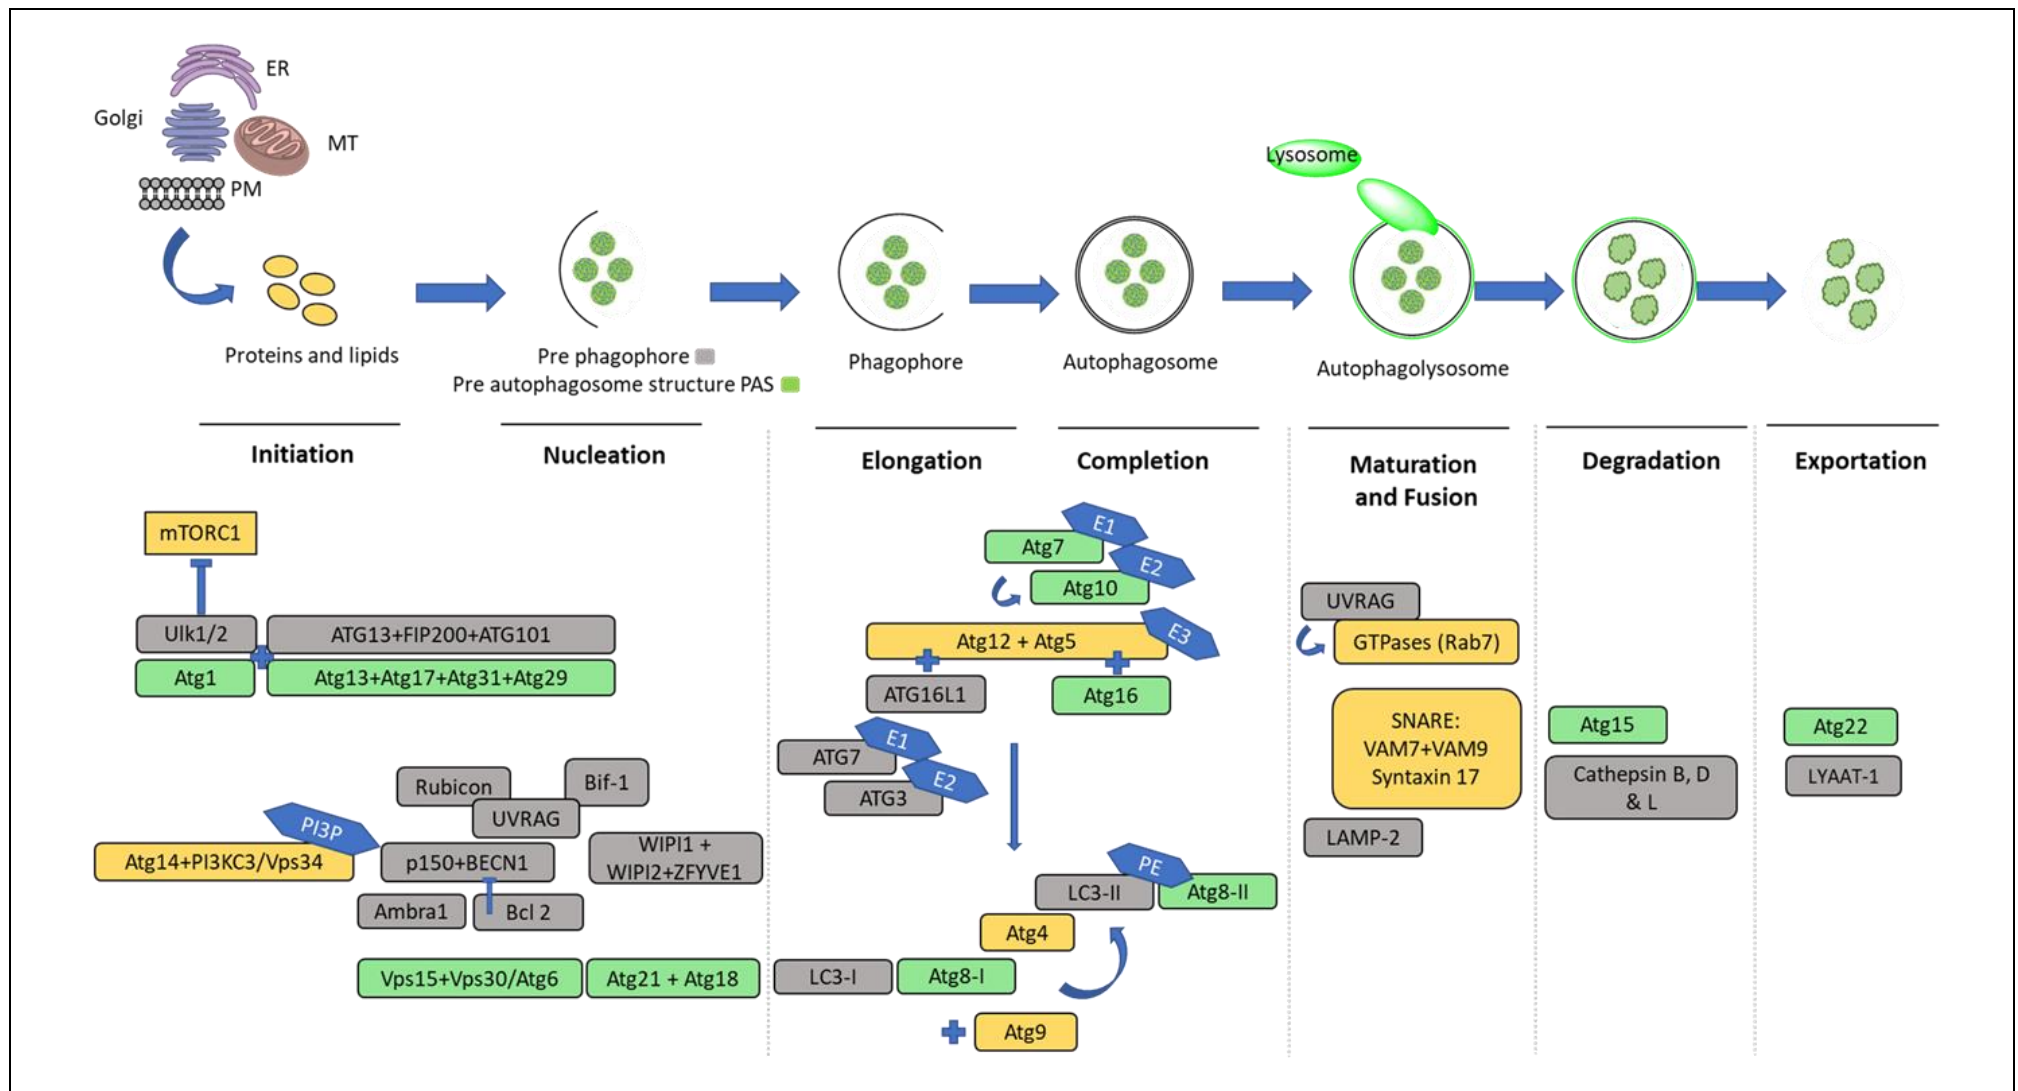 ER
Golgi
MT
PM
Lysosome
Proteins and lipids
Pre phagophore
Pre autophagosome structure PAS
Phagophore
Autophagosome
Autophagolysosome
Initiation
Nucleation
Elongation
Completion
Maturation
and Fusion
Degradation
Exportation
mTORC1
Ulk1/2
ATG13+FIP200+ATG101
Atg1
Atg13+Atg17+Atg31+Atg29
Rubicon
Bif-1
UVRAG
PI3P
Atg14+PI3KC3/Vps34
p150+BECN1
WIPI1 +
WIPI2+ZFYVE1
Ambra1
Bcl 2
Vps15+Vps30/Atg6
Atg21 + Atg18
E1
Atg7
E2
Atg10
E3
Atg12 + Atg5
ATG16L1
Atg16
E1
ATG7
E2
ATG3
PE
LC3-II
Atg8-II
Atg4
LC3-I
Atg8-I
Atg9
UVRAG
GTPases (Rab7)
SNARE:
VAM7+VAM9
Syntaxin 17
LAMP-2
Atg15
Cathepsin B, D
& L
Atg22
LYAAT-1